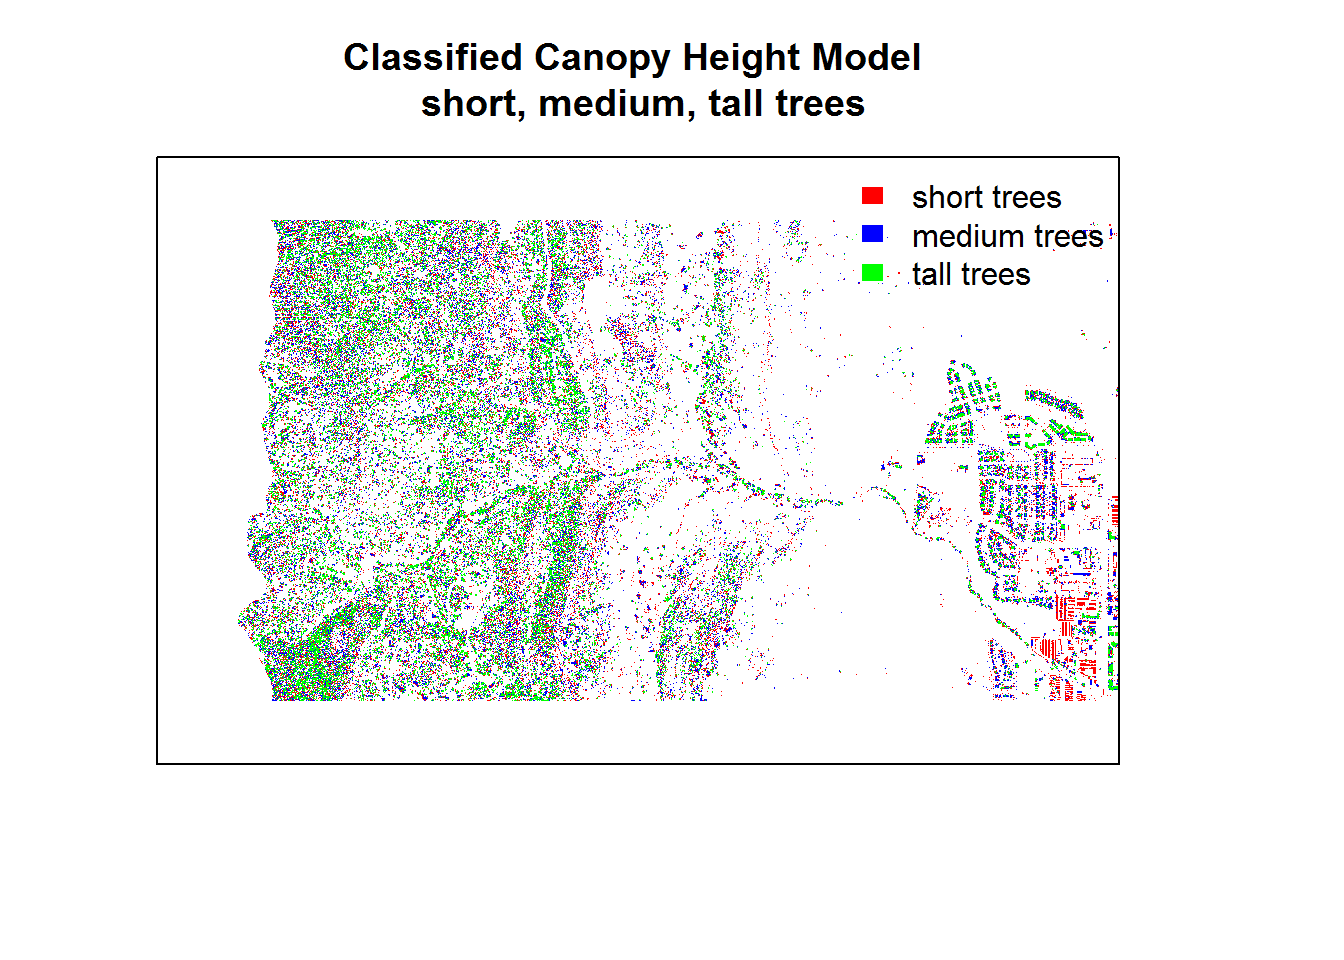 Classified Canopy Height Model
short, medium, tall trees
short trees
medium trees
tall trees